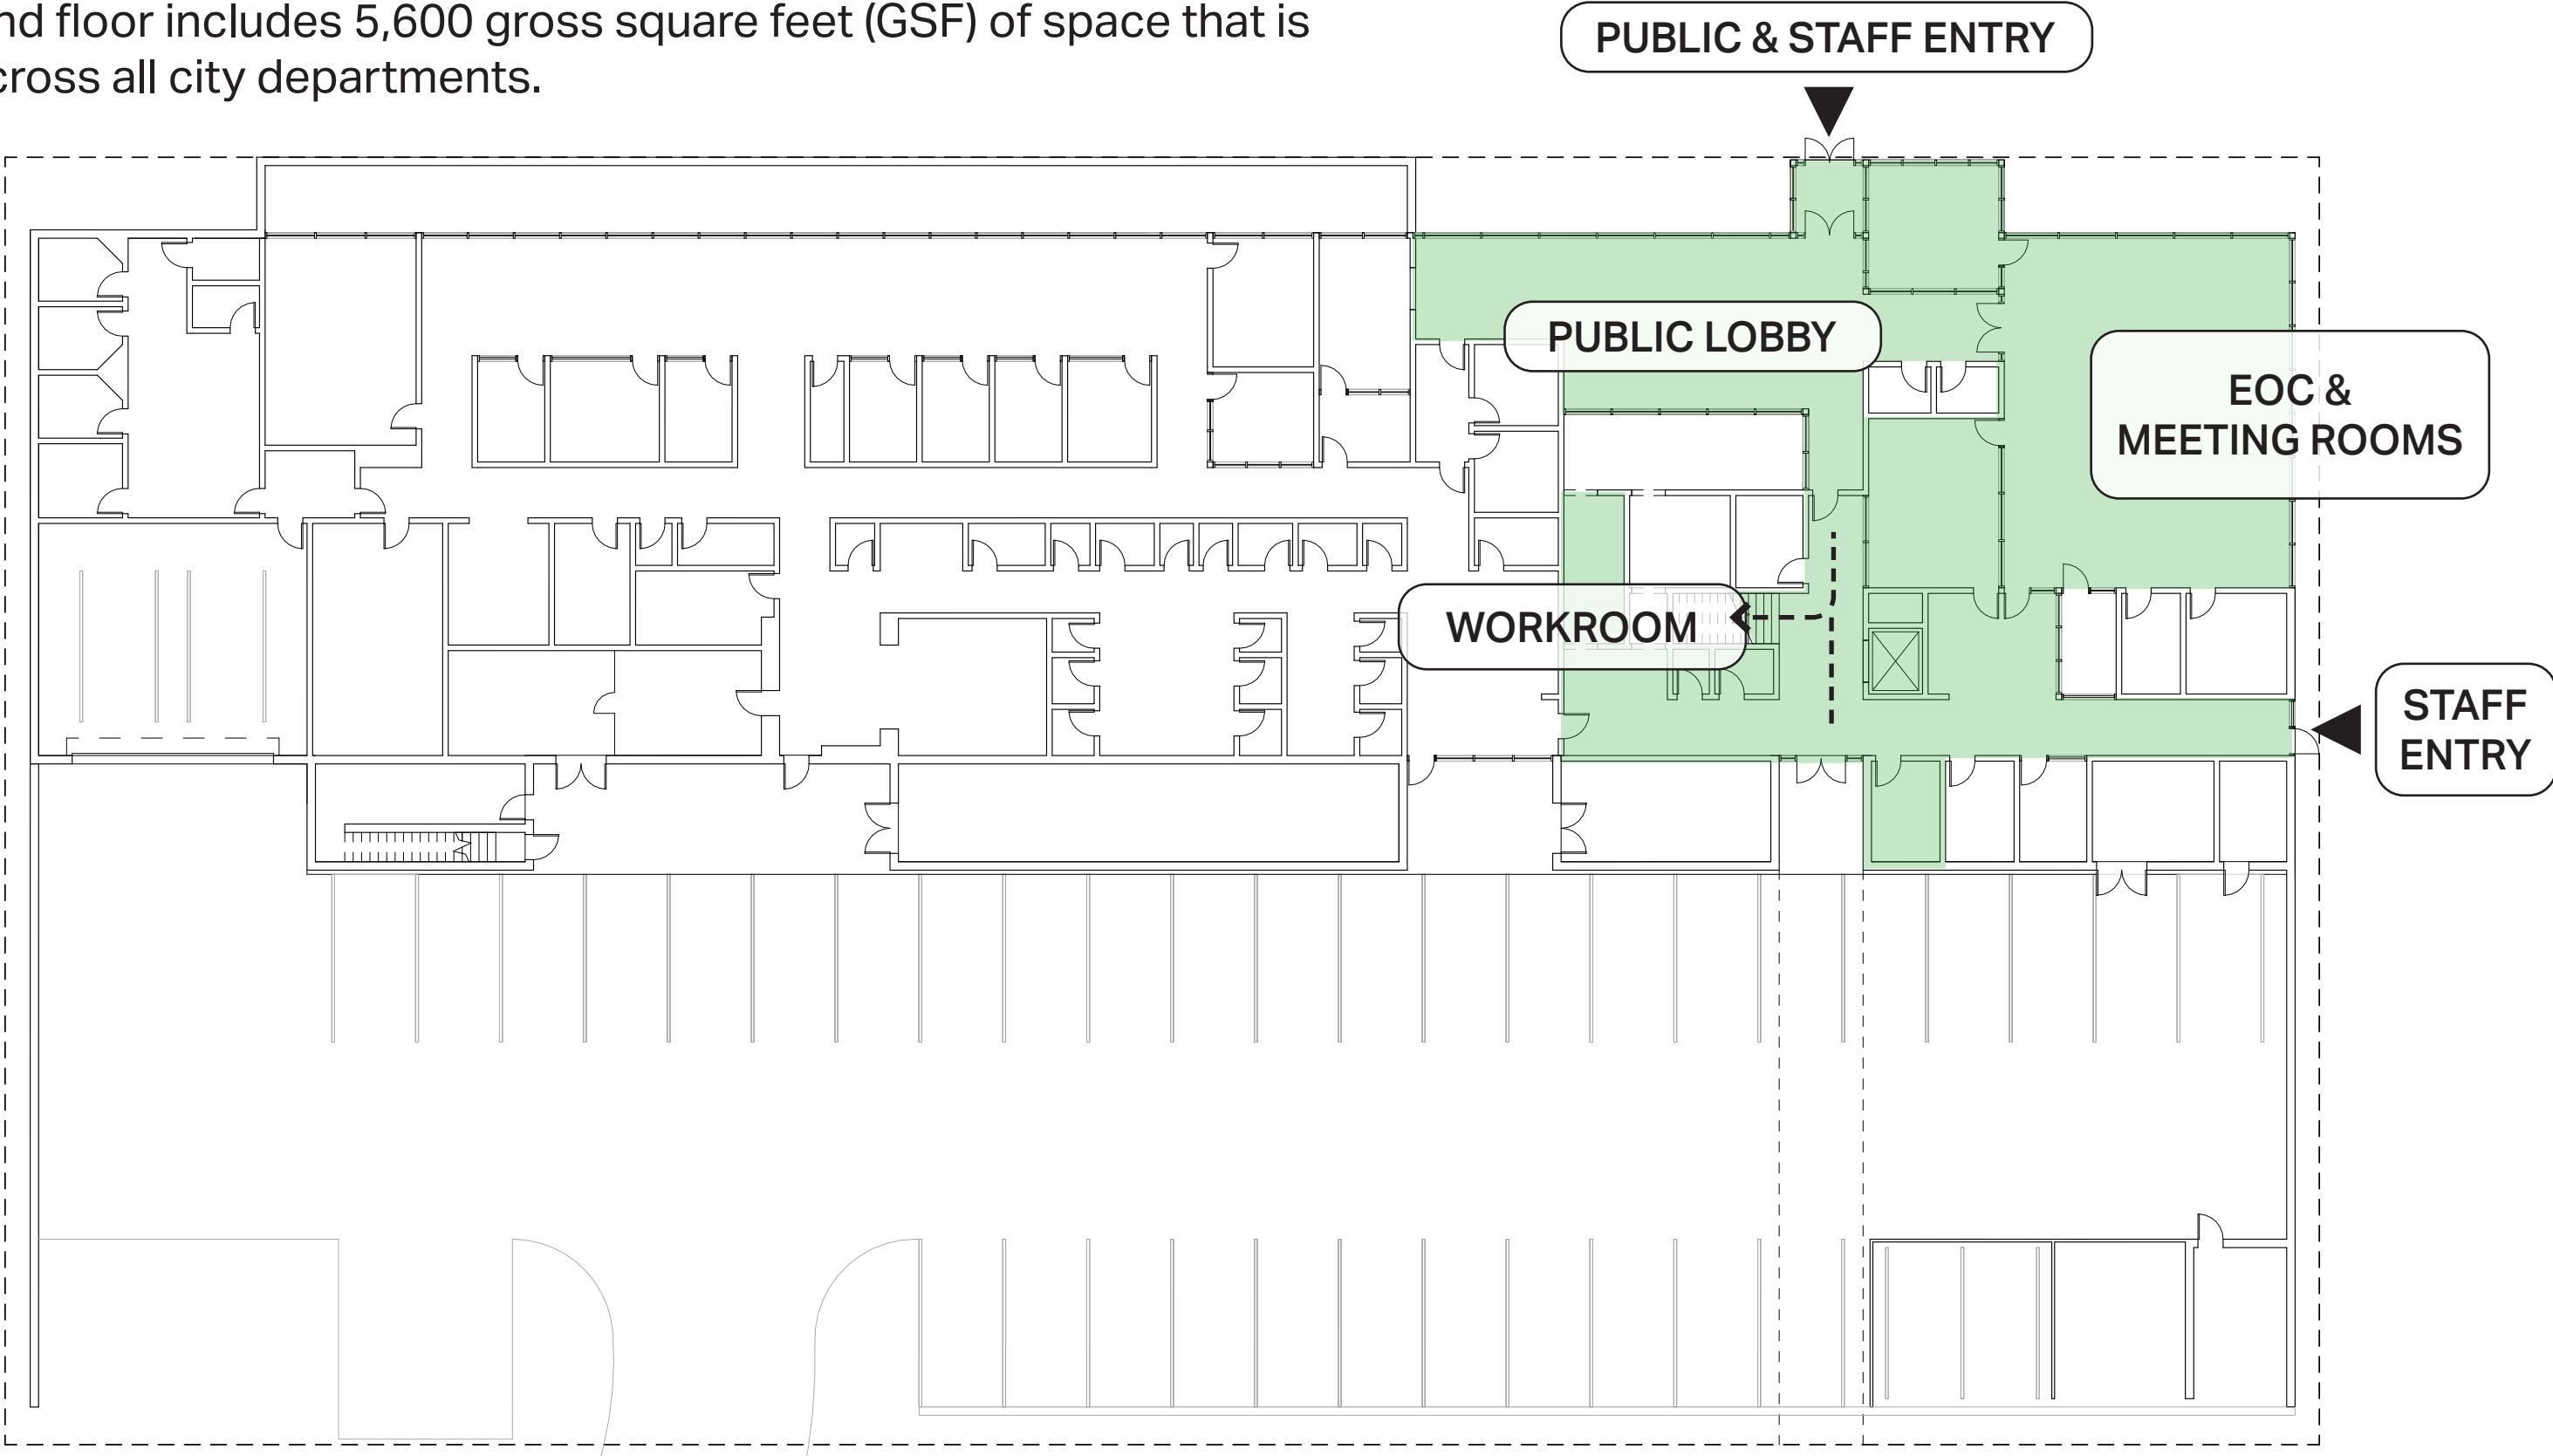 nd floor includes 5,600 gross square feet (GSF) of space that is
cross all city departments.
PUBLIC & STAFF ENTRY
PUBLIC LOBBY
EOC &
MEETING ROOMS
WORKROOM
STAFF
ENTRY